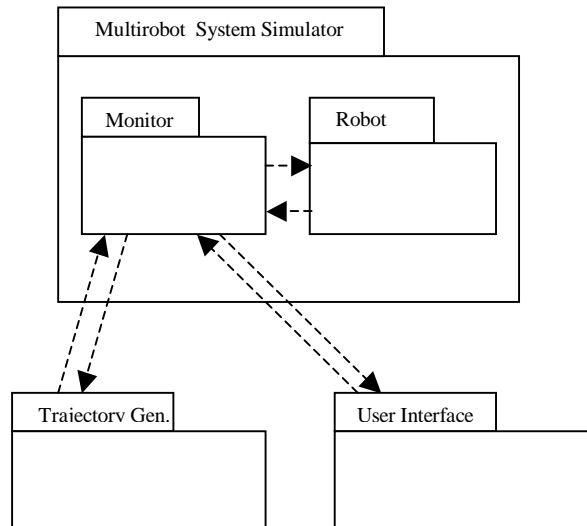 Multirobot System Simulator
Monitor
Robot
Trajectory Gen.
User Interface